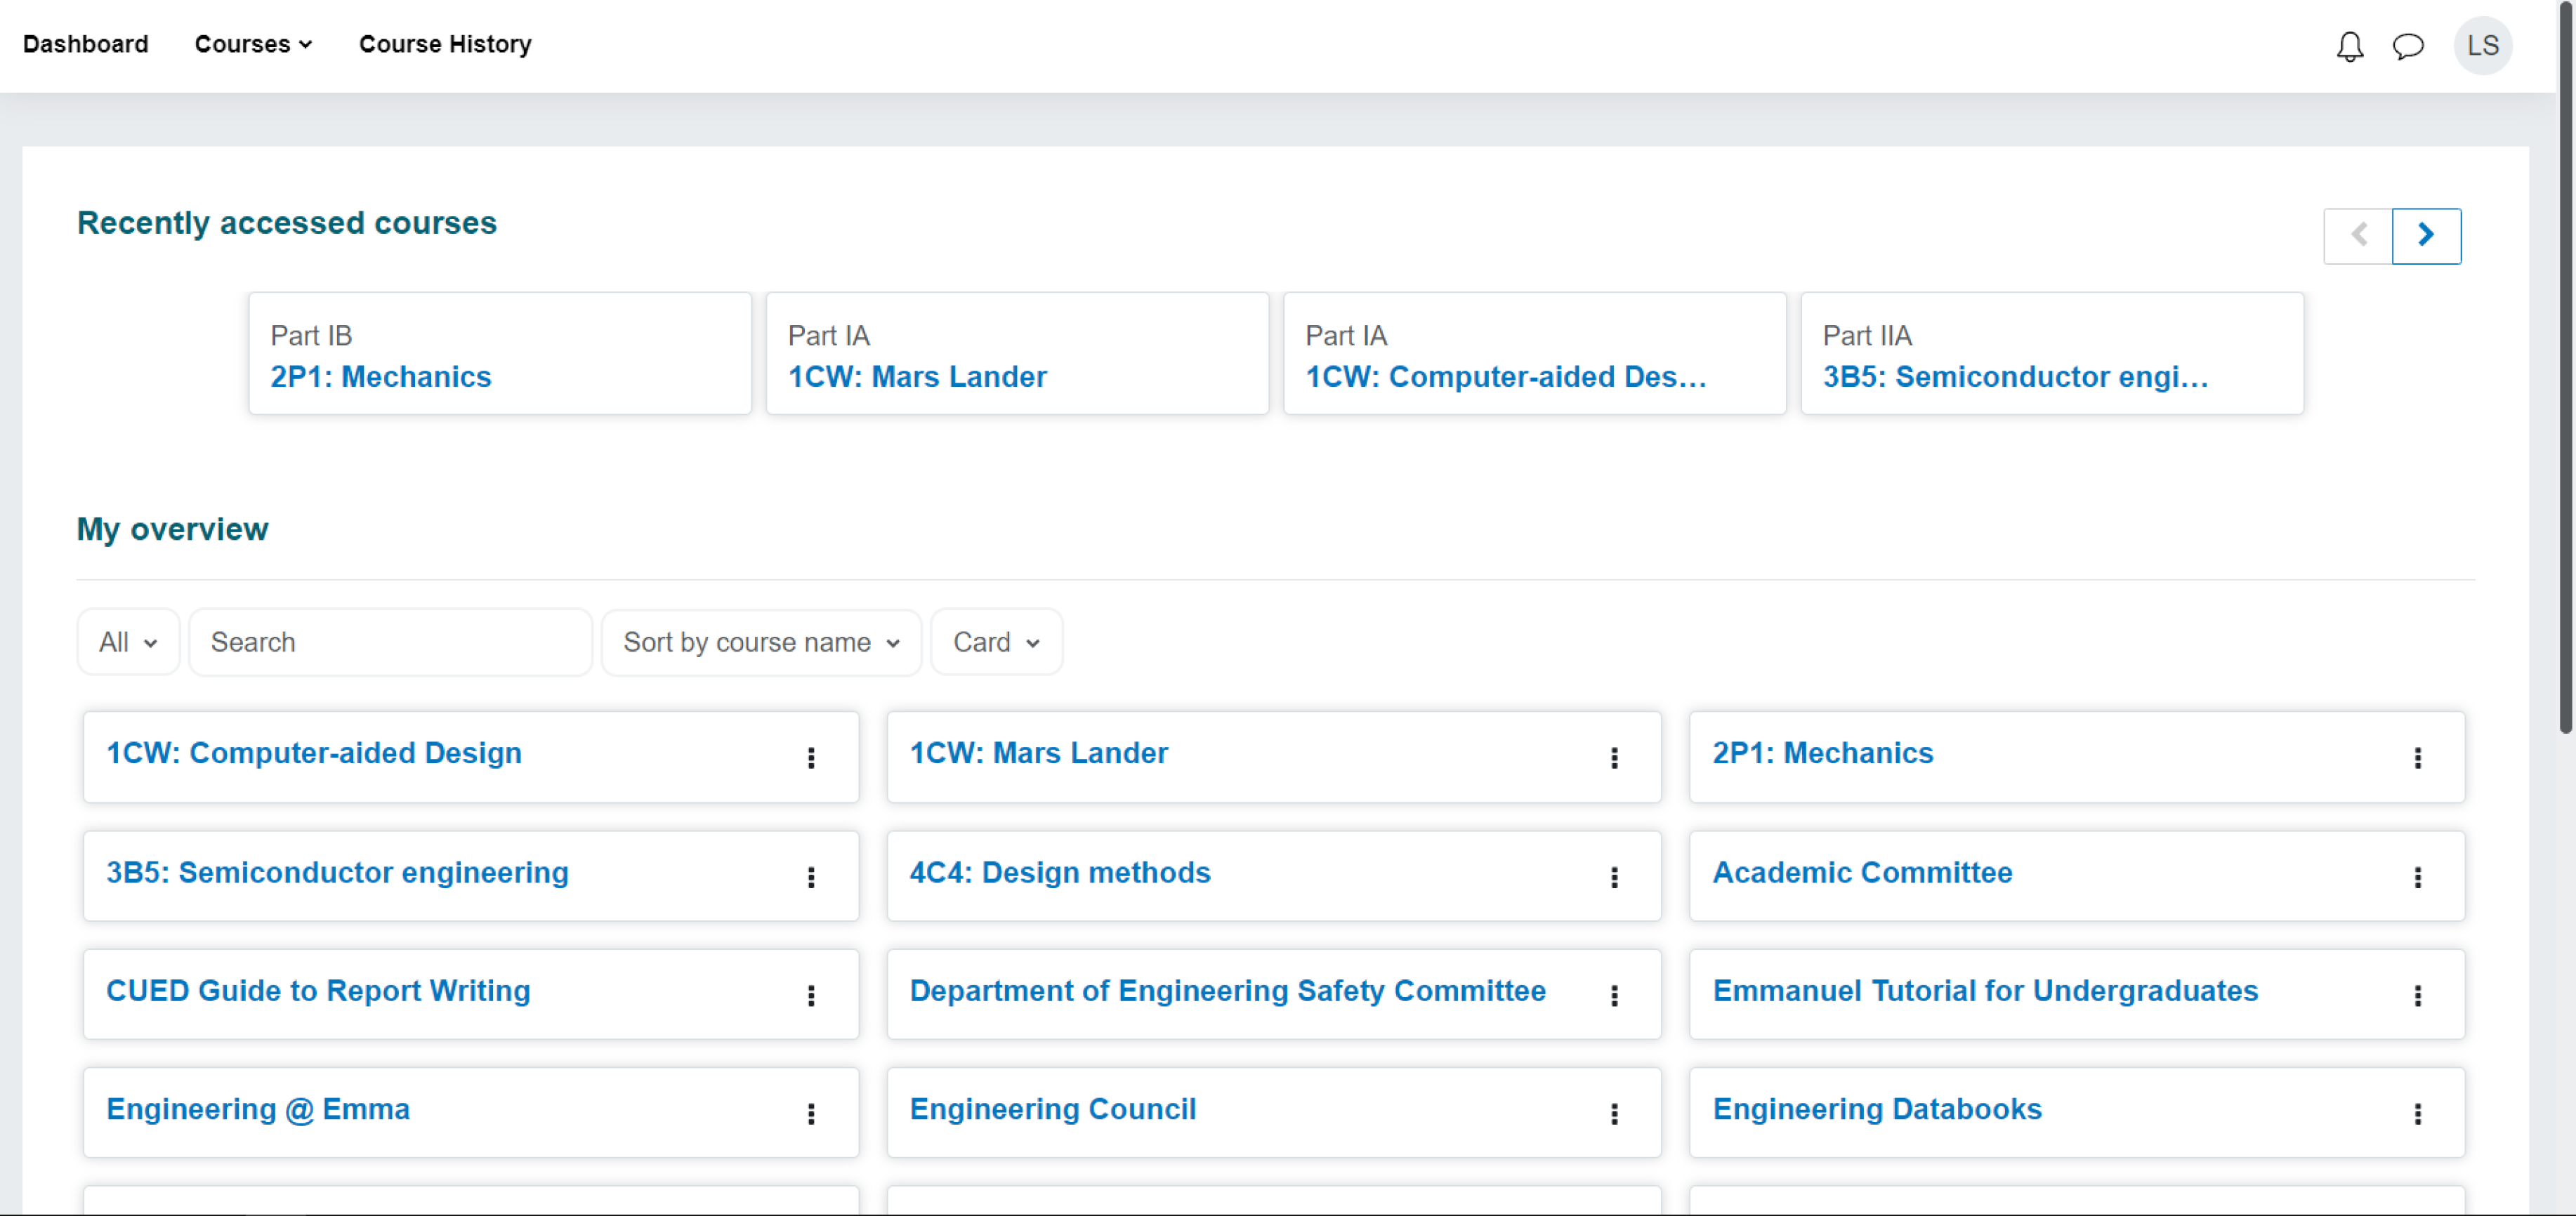 Dashboard Courses Course History LS
Recently accessed courses
Part IB Part IA Part IA Part IIA
2P1: Mechanics 1CW: Mars Lander 1CW: Computer-aided Des... 3B5: Semiconductor engi...
My overview
All Search Sort by course name Card
1CW: Computer-aided Design 1CW: Mars Lander 2P1: Mechanics
3B5: Semiconductor engineering 4C4: Design methods Academic Committee
CUED Guide to Report Writing Department of Engineering Safety Committee Emmanuel Tutorial for Undergraduates
Engineering @ Emma Engineering Council Engineering Databooks